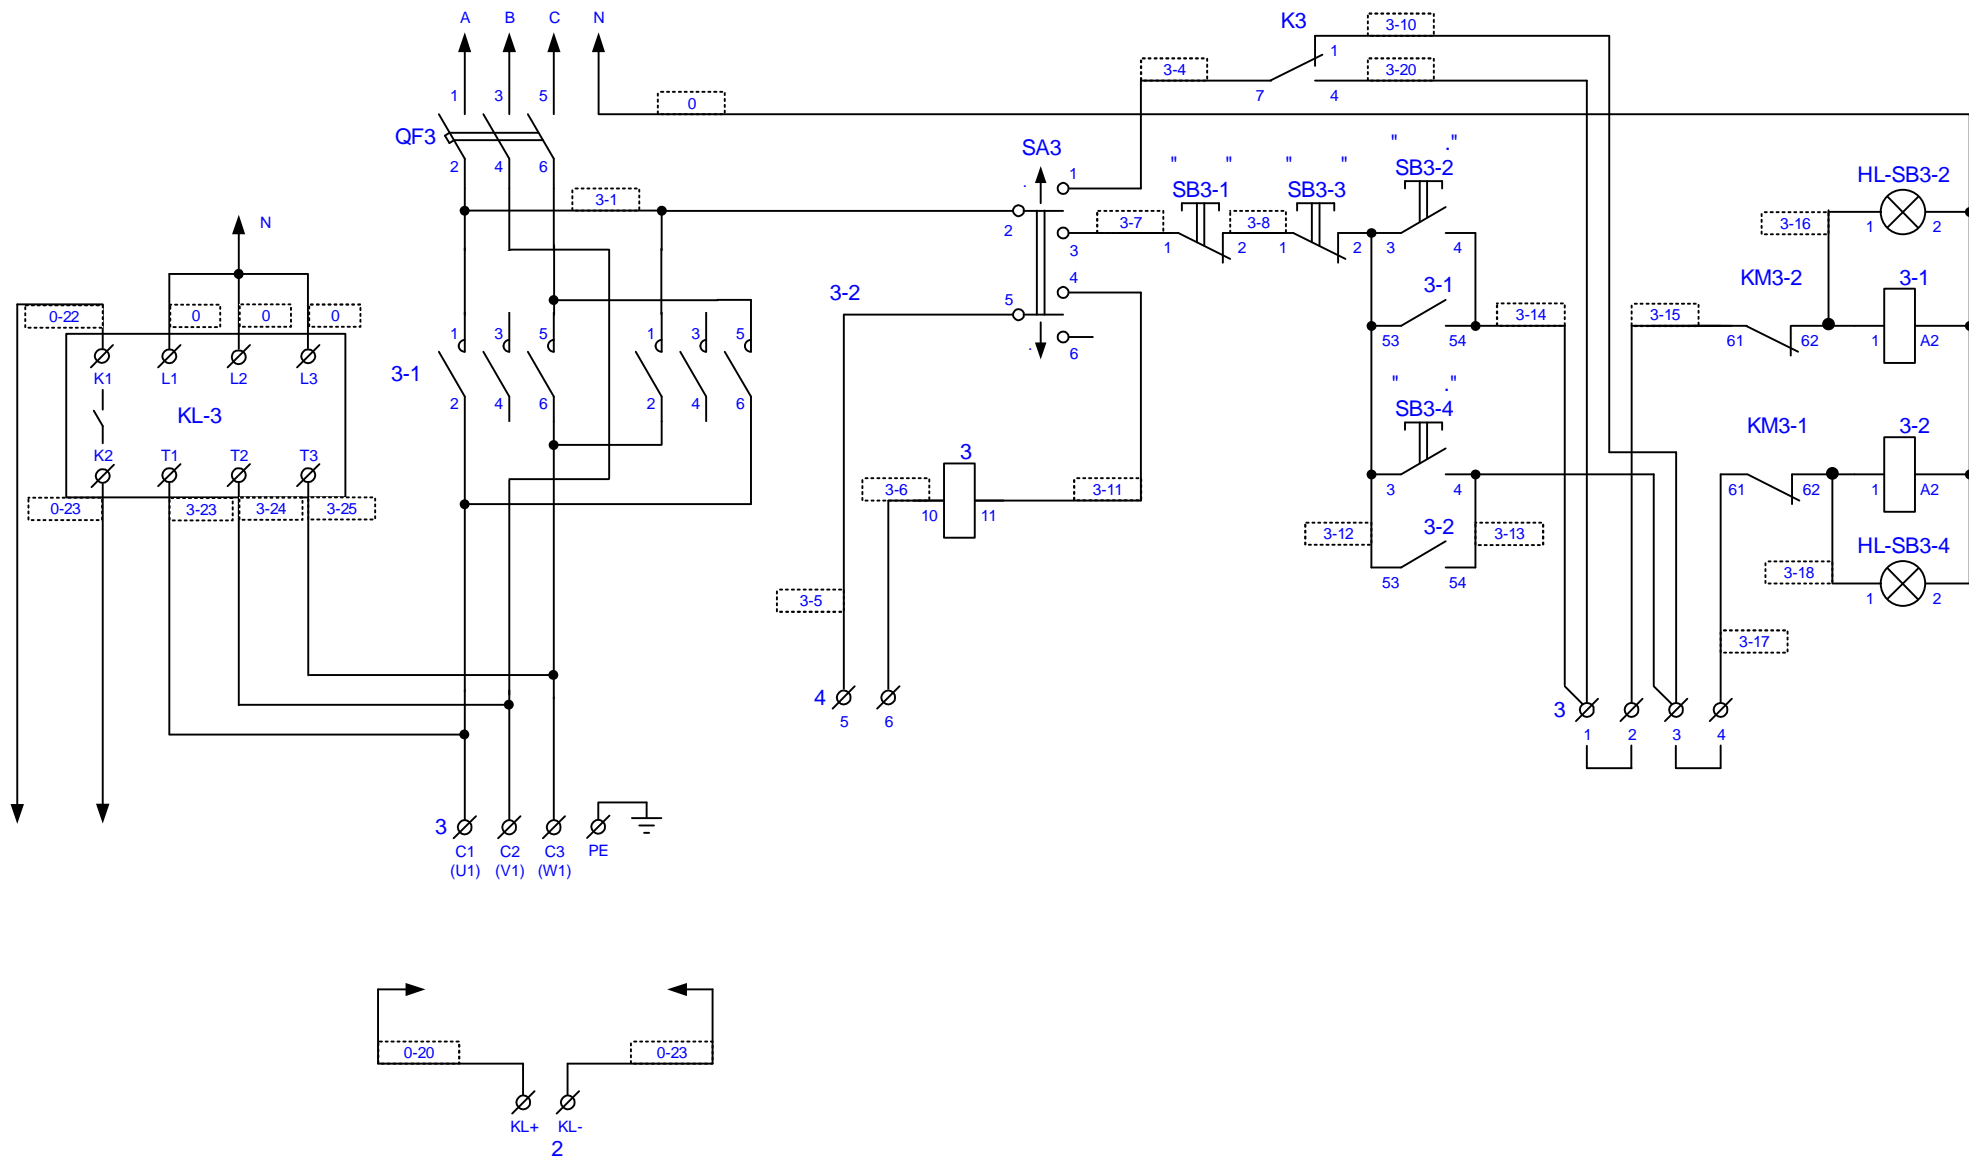 A B C N
K3
3-10
1
3-4
3-20
7 4
1 3 5
0
QF3
2 4 6
SA3
" ."
. 1
" " " "
SB3-2
SB3-1 SB3-3
HL-SB3-2
3-1
N
2
3-7
3-8
3-16
1 2
3
1 2 1 2 3 4
4
KM3-2 3-1
3-2
3-1
5
0-22 0 0 0
3-14 3-15
1 3 5 1 3 5
.
6
53 54
61 62 1 A2
K1 L1 L2 L3
3-1
" ."
2 4 6 2 4 6
KL-3
SB3-4
KM3-1 3-2
K2 T1 T2 T3
3
3-6
3-11
3 4
61 62 1 A2
0-23 3-23 3-24 3-25
10 11
3-12
3-2
3-13
HL-SB3-4
3-18
53 54
1 2
3-5
3-17
4
5 6
3
1 2 3 4
3
C1 C2 C3 PE
(U1) (V1) (W1)
0-20
0-23
KL+ KL-
2